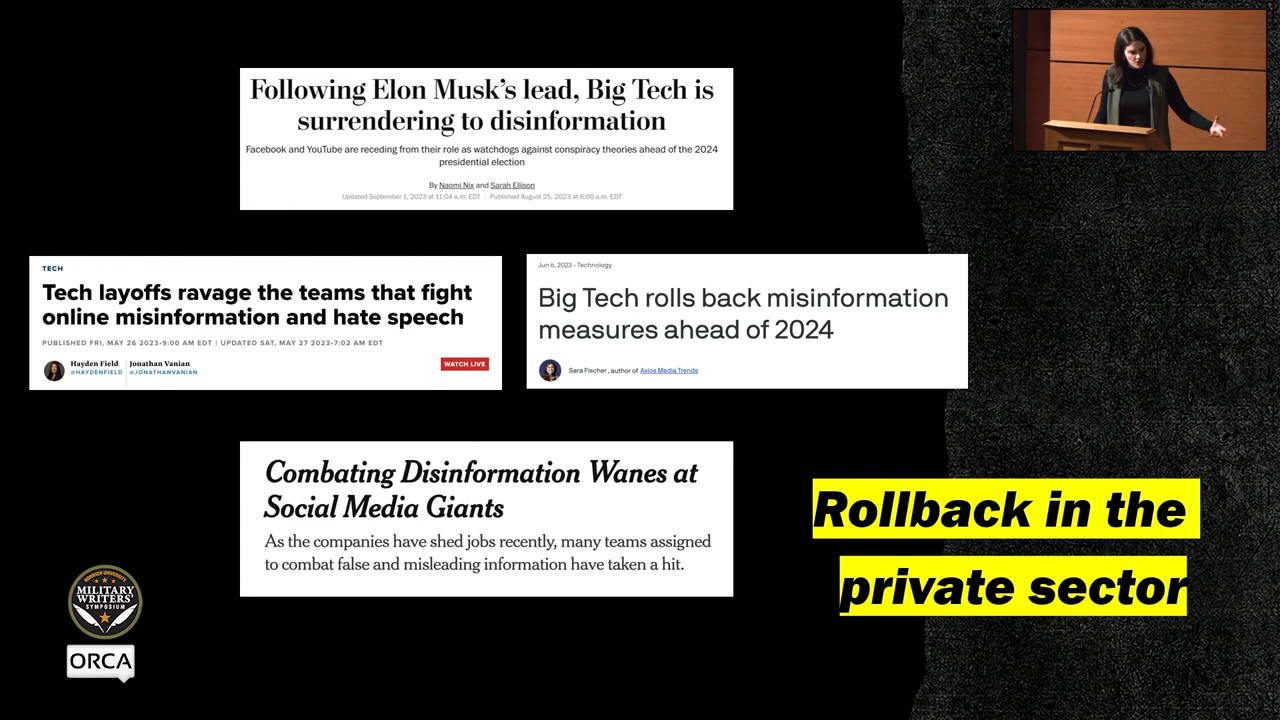 Following Elon Musk's lead, Big Tech is
surrendering to disinformation
Facebook and YouTube are receding from their role as watchdogs against conspiracy theories ahead of the 2024
presidential election
By Naomi Nix and Sarah Ellison
Updated September 1, 2023 at 11:04 a.m. EDT | Published August 25, 2023 at 6:00 a.m. EDT
TECH
Tech layoffs ravage the teams that fight
online misinformation and hate speech
PUBLISHED FRI, MAY 26 2023•9:00 AM EDT | UPDATED SAT, MAY 27 2023•7:02 AM EDT
Hayden Field
@HAYDENFIELD
Jonathan Vanian
@JONATHANVANIAN
WATCH LIVE
Jun 6, 2023 - Technology
Big Tech rolls back misinformation
measures ahead of 2024
Sara Fischer, author of Axios Media Trends
Combating Disinformation Wanes at
Social Media Giants
As the companies have shed jobs recently, many teams assigned
to combat false and misleading information have taken a hit.
Rollback in the
private sector
NORWICH UNIVERSITY
MILITARY
WRITERS'
SYMPOSIUM
ORCA